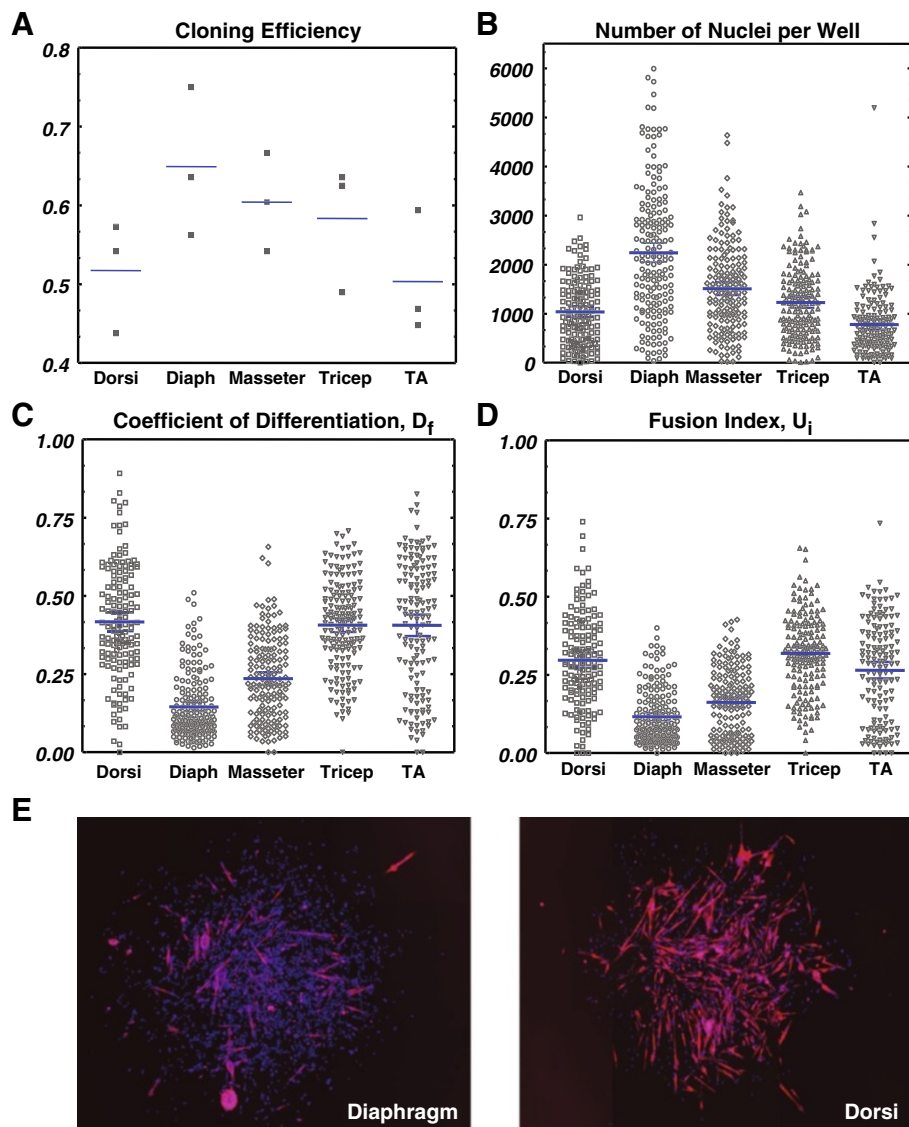 A
Cloning Efficiency
0.8
0.7
0.6
0.5
0.4
Dorsi Diaph Masseter Tricep TA
B
Number of Nuclei per Well
6000
5000
4000
3000
2000
1000
0
Dorsi Diaph Masseter Tricep TA
C
Coefficient of Differentiation, Df
1.00
0.75
0.50
0.25
0.00
Dorsi Diaph Masseter Tricep TA
D
Fusion Index, Ui
1.00
0.75
0.50
0.25
0.00
Dorsi Diaph Masseter Tricep TA
E
Diaphragm
Dorsi